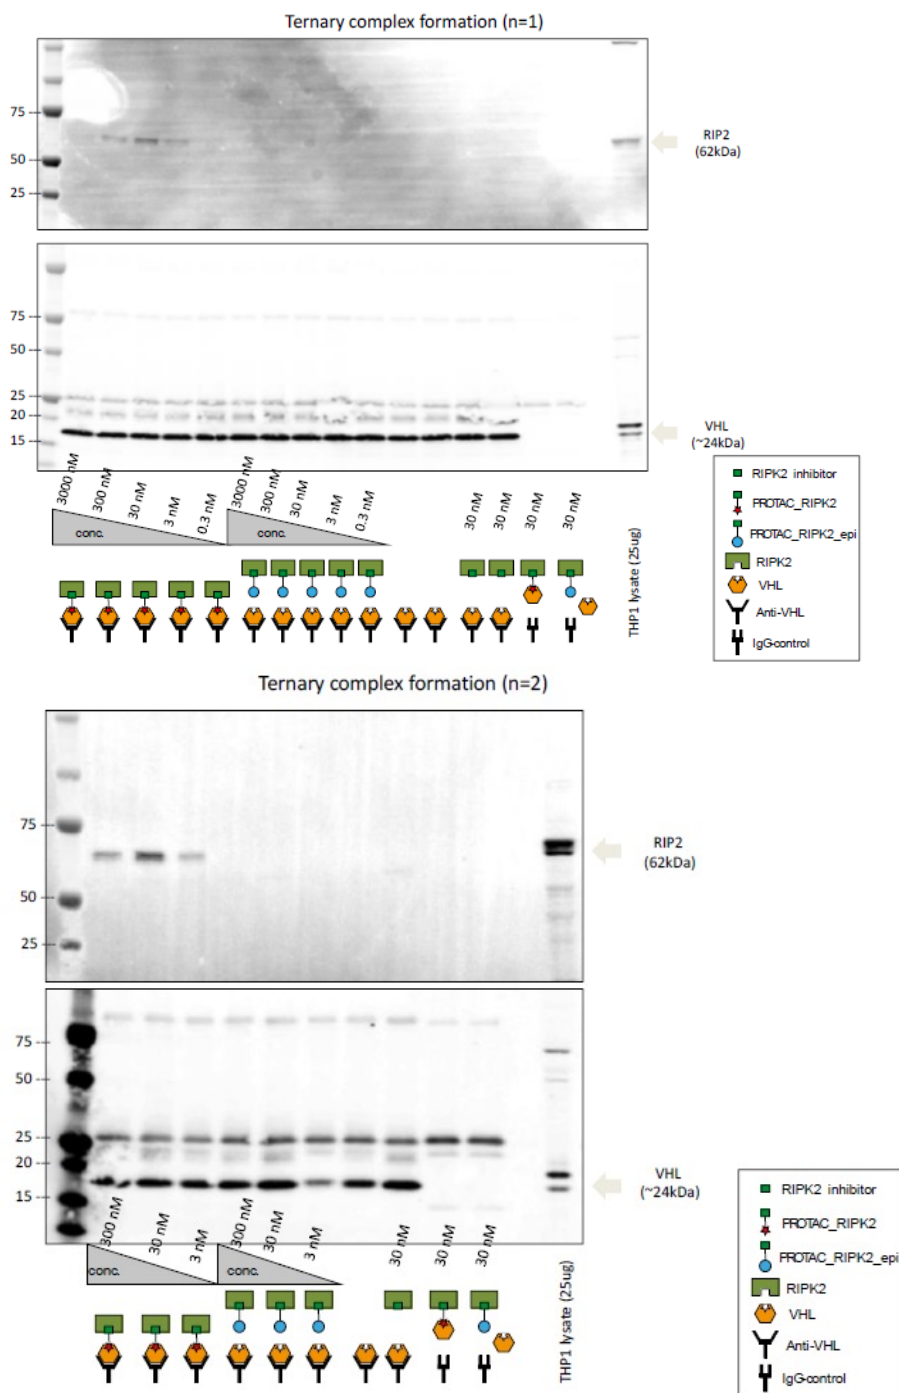 Ternary complex formation (n=1)
75
50
25
RIP2
(62kDa)
75
50
25
20
15
VHL
(~24kDa)
3000 nM
300 nM
30 nM
3 nM
0.3 nM
3000 nM
300 nM
30 nM
3 nM
0.3 nM
30 nM
30 nM
30 nM
30 nM
conc.
conc.
THP1 lysate (25ug)
RIPK2 inhibitor
PROTAC_RIPK2
PROTAC_RIPK2_epi
RIPK2
VHL
Anti-VHL
IgG-control
Ternary complex formation (n=2)
75
50
25
RIP2
(62kDa)
75
50
25
20
15
VHL
(~24kDa)
300 nM
30 nM
3 nM
300 nM
30 nM
3 nM
30 nM
30 nM
30 nM
conc.
conc.
THP1 lysate (25ug)
RIPK2 inhibitor
PROTAC_RIPK2
PROTAC_RIPK2_epi
RIPK2
VHL
Anti-VHL
IgG-control